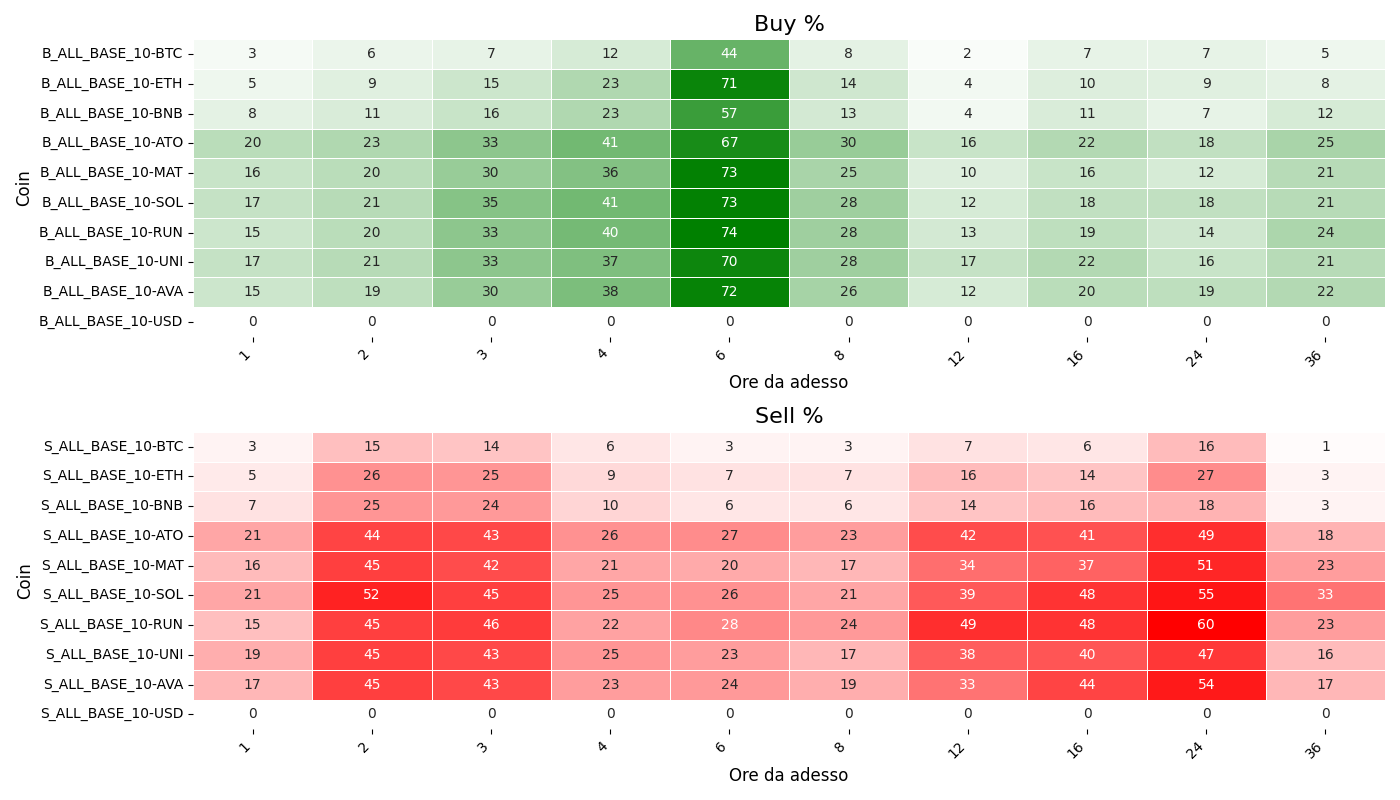 Buy %
B_ALL_BASE_10-BTC 3 6 7 12 44 8 2 7 7 5
B_ALL_BASE_10-ETH 5 9 15 23 71 14 4 10 9 8
B_ALL_BASE_10-BNB 8 11 16 23 57 13 4 11 7 12
B_ALL_BASE_10-ATO 20 23 33 41 67 30 16 22 18 25
B_ALL_BASE_10-MAT 16 20 30 36 73 25 10 16 12 21
B_ALL_BASE_10-SOL 17 21 35 41 73 28 12 18 18 21
B_ALL_BASE_10-RUN 15 20 33 40 74 28 13 19 14 24
B_ALL_BASE_10-UNI 17 21 33 37 70 28 17 22 16 21
B_ALL_BASE_10-AVA 15 19 30 38 72 26 12 20 19 22
B_ALL_BASE_10-USD 0 0 0 0 0 0 0 0 0 0
Coin
1 2 3 4 6 8 12 16 24 36
Ore da adesso
Sell %
S_ALL_BASE_10-BTC 3 15 14 6 3 3 7 6 16 1
S_ALL_BASE_10-ETH 5 26 25 9 7 7 16 14 27 3
S_ALL_BASE_10-BNB 7 25 24 10 6 6 14 16 18 3
S_ALL_BASE_10-ATO 21 44 43 26 27 23 42 41 49 18
S_ALL_BASE_10-MAT 16 45 42 21 20 17 34 37 51 23
S_ALL_BASE_10-SOL 21 52 45 25 26 21 39 48 55 33
S_ALL_BASE_10-RUN 15 45 46 22 28 24 49 48 60 23
S_ALL_BASE_10-UNI 19 45 43 25 23 17 38 40 47 16
S_ALL_BASE_10-AVA 17 45 43 23 24 19 33 44 54 17
S_ALL_BASE_10-USD 0 0 0 0 0 0 0 0 0 0
Coin
1 2 3 4 6 8 12 16 24 36
Ore da adesso